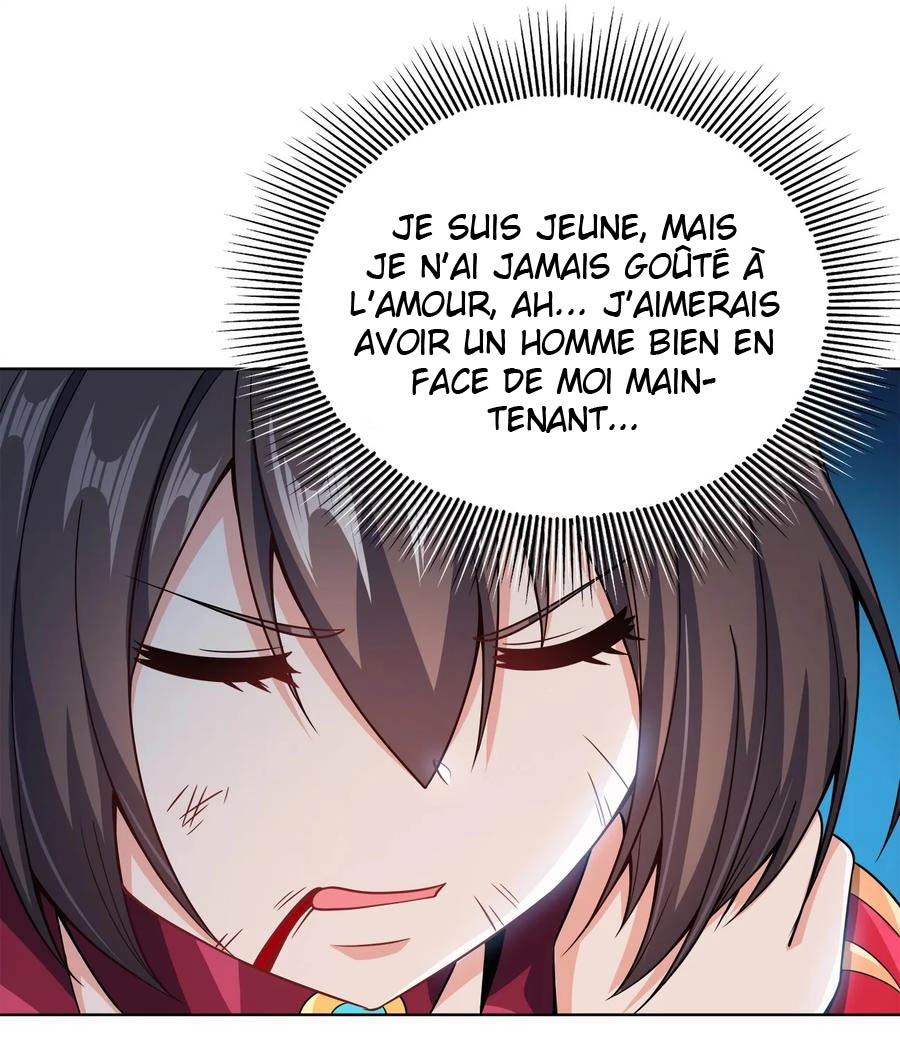 JE SUIS JEUNE, MAIS
JE N'AI JAMAIS GOÛTÉ À
L'AMOUR, AH... J'AIMERAIS
AVOIR UN HOMME BIEN EN
FACE DE MOI MAIN-
TENANT...